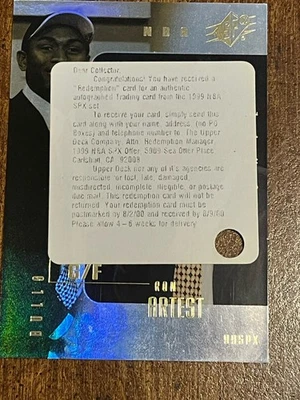 NBA
SPX
Dear Collector,
Congratulations! You have received a
"Redemption" card for an authentic
autographed trading card from the 1999 NBA
SPX set.
To receive your card, simply send this
card along with your name, address, (no PO
Boxes) and telephone number to: The Upper
Deck Company, Attn: Redemption Manager
1999 NBA SPX Offer, 5909 Sea Otter Place,
Carlsbad, CA 92008
Upper Deck nor any of it's agencies are
responsible for lost, late, damaged,
misdirected, incomplete, illegible, or postage
due mail. This redemption card will not be
returned. Your redemption card must be
postmarked by 8/2/00 and received by 8/9/00
Please allow 4-6 weeks for delivery.
BULLS
G/F
RON
ARTEST